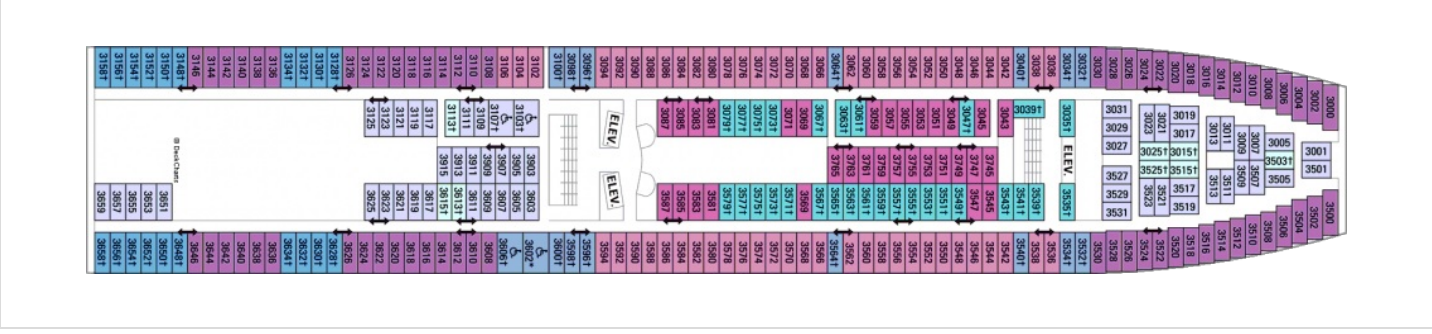 3158† 3156† 3154† 3152† 3150† 3148† 3146 3144 3142 3140 3138 3136 3134† 3132† 3130† 3128† 3126 3124 3122 3120 3118 3116 3114 3112 3110 3108 3106 3104 3102 3100† 3098† 3096† 3094 3092 3090 3088 3086 3084 3082 3080 3078 3076 3074 3072 3070 3068 3066 3064† 3062 3060 3058 3056 3054 3052 3050 3048 3046 3044 3042 3040† 3038 3036 3034† 3032† 3030 3028 3026 3024 3022 3020 3018 3016 3014 3012 3010 3008 3006 3004 3002 3000
3125 3123 3121 3119 3117 3113† 3111 3109 3107† 3103† ELEV. 3087 3085 3083 3081 3079† 3077† 3075† 3073† 3071 3069 3067† 3063† 3061† 3059 3057 3055 3053 3051 3049 3047† 3045 3043 3039† 3035† 3031 3029 3027 3023 3021 3019 3017 3013 3011 3009 3007 3005 3001
© DeckCharts 3915 3913 3911 3909 3907 3905 3903 3765 3763 3761 3759 3757 3755 3753 3751 3749 3747 3745 ELEV. 3025† 3015† 3525† 3515† 3503† 3501
3659 3657 3655 3653 3651 3625 3623 3621 3619 3617 3615† 3613† 3611 3609 3607 3605 3603 ELEV. 3587 3585 3583 3581 3579† 3577† 3575† 3573† 3571† 3569 3567† 3565† 3563† 3561† 3559† 3557† 3555† 3553† 3551† 3549† 3547 3545 3543† 3541† 3539† 3535† 3527 3529 3531 3523 3521 3517 3519 3513 3511 3509 3507 3505
3658† 3656† 3654† 3652† 3650† 3648† 3646 3644 3642 3640 3638 3636 3634† 3632† 3630† 3628† 3626 3624 3622 3620 3618 3616 3614 3612 3610 3608 3606† 3602* 3600† 3598† 3596† 3594 3592 3590 3588 3586 3584 3582 3580 3578 3576 3574 3572 3570 3568 3566 3564† 3562 3560 3558 3556 3554 3552 3550 3548 3546 3544 3542 3540† 3538 3536 3534† 3532† 3530 3528 3526 3524 3522 3520 3518 3516 3514 3512 3510 3508 3506 3504 3502 3500